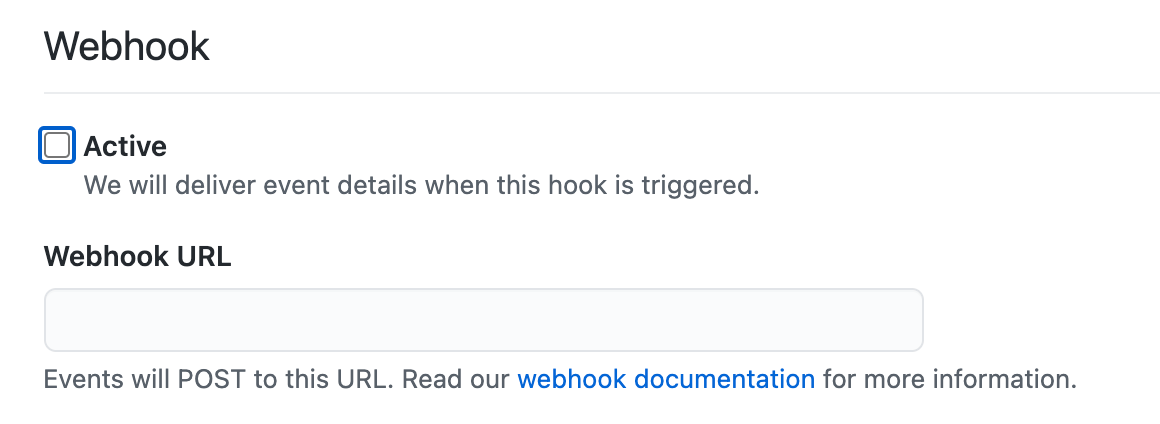 Webhook
Active
We will deliver event details when this hook is triggered.
Webhook URL
Events will POST to this URL. Read our webhook documentation for more information.